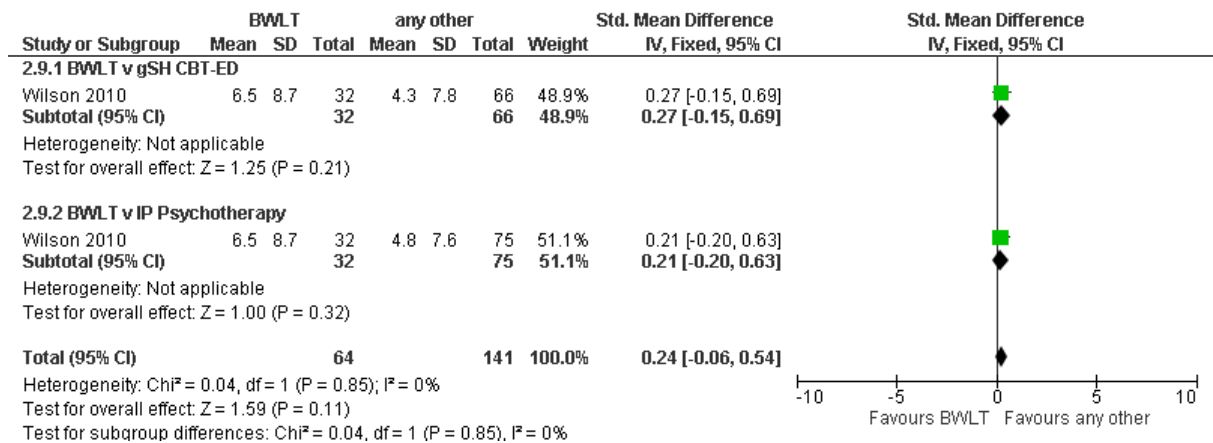 BWLT any other Std. Mean Difference Std. Mean Difference
Study or Subgroup Mean SD Total Mean SD Total Weight IV, Fixed, 95% CI IV, Fixed, 95% CI
2.9.1 BWLT v gSH CBT-ED
Wilson 2010 6.5 8.7 32 4.3 7.8 66 48.9% 0.27 [-0.15, 0.69]
Subtotal (95% CI) 32 66 48.9% 0.27 [-0.15, 0.69]
Heterogeneity: Not applicable
Test for overall effect: Z = 1.25 (P = 0.21)
2.9.2 BWLT v IP Psychotherapy
Wilson 2010 6.5 8.7 32 4.8 7.6 75 51.1% 0.21 [-0.20, 0.63]
Subtotal (95% CI) 32 75 51.1% 0.21 [-0.20, 0.63]
Heterogeneity: Not applicable
Test for overall effect: Z = 1.00 (P = 0.32)
Total (95% CI) 64 141 100.0% 0.24 [-0.06, 0.54]
Heterogeneity: Chi² = 0.04, df = 1 (P = 0.85); I² = 0%
Test for overall effect: Z = 1.59 (P = 0.11)
Test for subgroup differences: Chi² = 0.04, df = 1 (P = 0.85), I² = 0%
-10 -5 0 5 10
Favours BWLT Favours any other